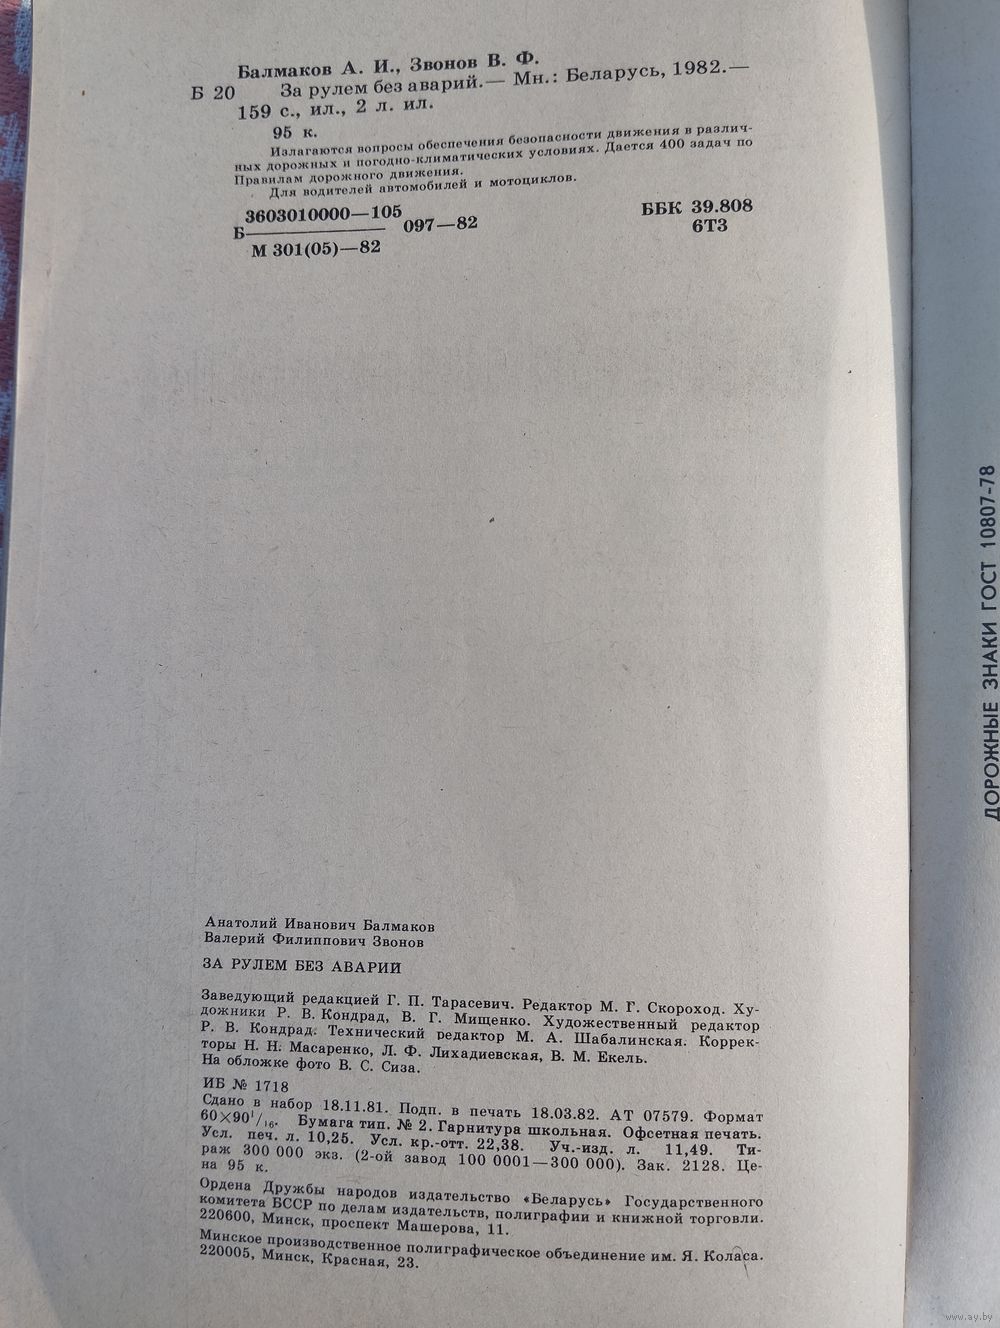 Балмаков А. И., Звонов В. Ф.
Б 20 За рулем без аварий.— Мн.: Беларусь, 1982.—
159 с., ил., 2 л. ил.
95 к.
Излагаются вопросы обеспечения безопасности движения в различ-
ных дорожных и погодно-климатических условиях. Дается 400 задач по
Правилам дорожного движения.
Для водителей автомобилей и мотоциклов.
3603010000—105
Б 097—82
М 301(05)—82
ББК 39.808
6Т3
Анатолий Иванович Балмаков
Валерий Филиппович Звонов
ЗА РУЛЕМ БЕЗ АВАРИЙ
Заведующий редакцией Г. П. Тарасевич. Редактор М. Г. Скороход. Ху-
дожники Р. В. Кондрад, В. Г. Мищенко. Художественный редактор
Р. В. Кондрад. Технический редактор М. А. Шабалинская. Коррек-
торы Н. Н. Масаренко, Л. Ф. Лихадиевская, В. М. Екель.
На обложке фото В. С. Сиза.
ИБ № 1718
Сдано в набор 18.11.81. Подп. в печать 18.03.82. АТ 07579. Формат
60×90¹/₁₆. Бумага тип. № 2. Гарнитура школьная. Офсетная печать.
Усл. печ. л. 10,25. Усл. кр.-отт. 22,38. Уч.-изд. л. 11,49. Ти-
раж 300 000 экз. (2-ой завод 100 0001—300 000). Зак. 2128. Це-
на 95 к.
Ордена Дружбы народов издательство «Беларусь» Государственного
комитета БССР по делам издательств, полиграфии и книжной торговли.
220600, Минск, проспект Машерова, 11.
Минское производственное полиграфическое объединение им. Я. Коласа.
220005, Минск, Красная, 23.
ДОРОЖНЫЕ ЗНАКИ ГОСТ 10807-78
www.ay.by